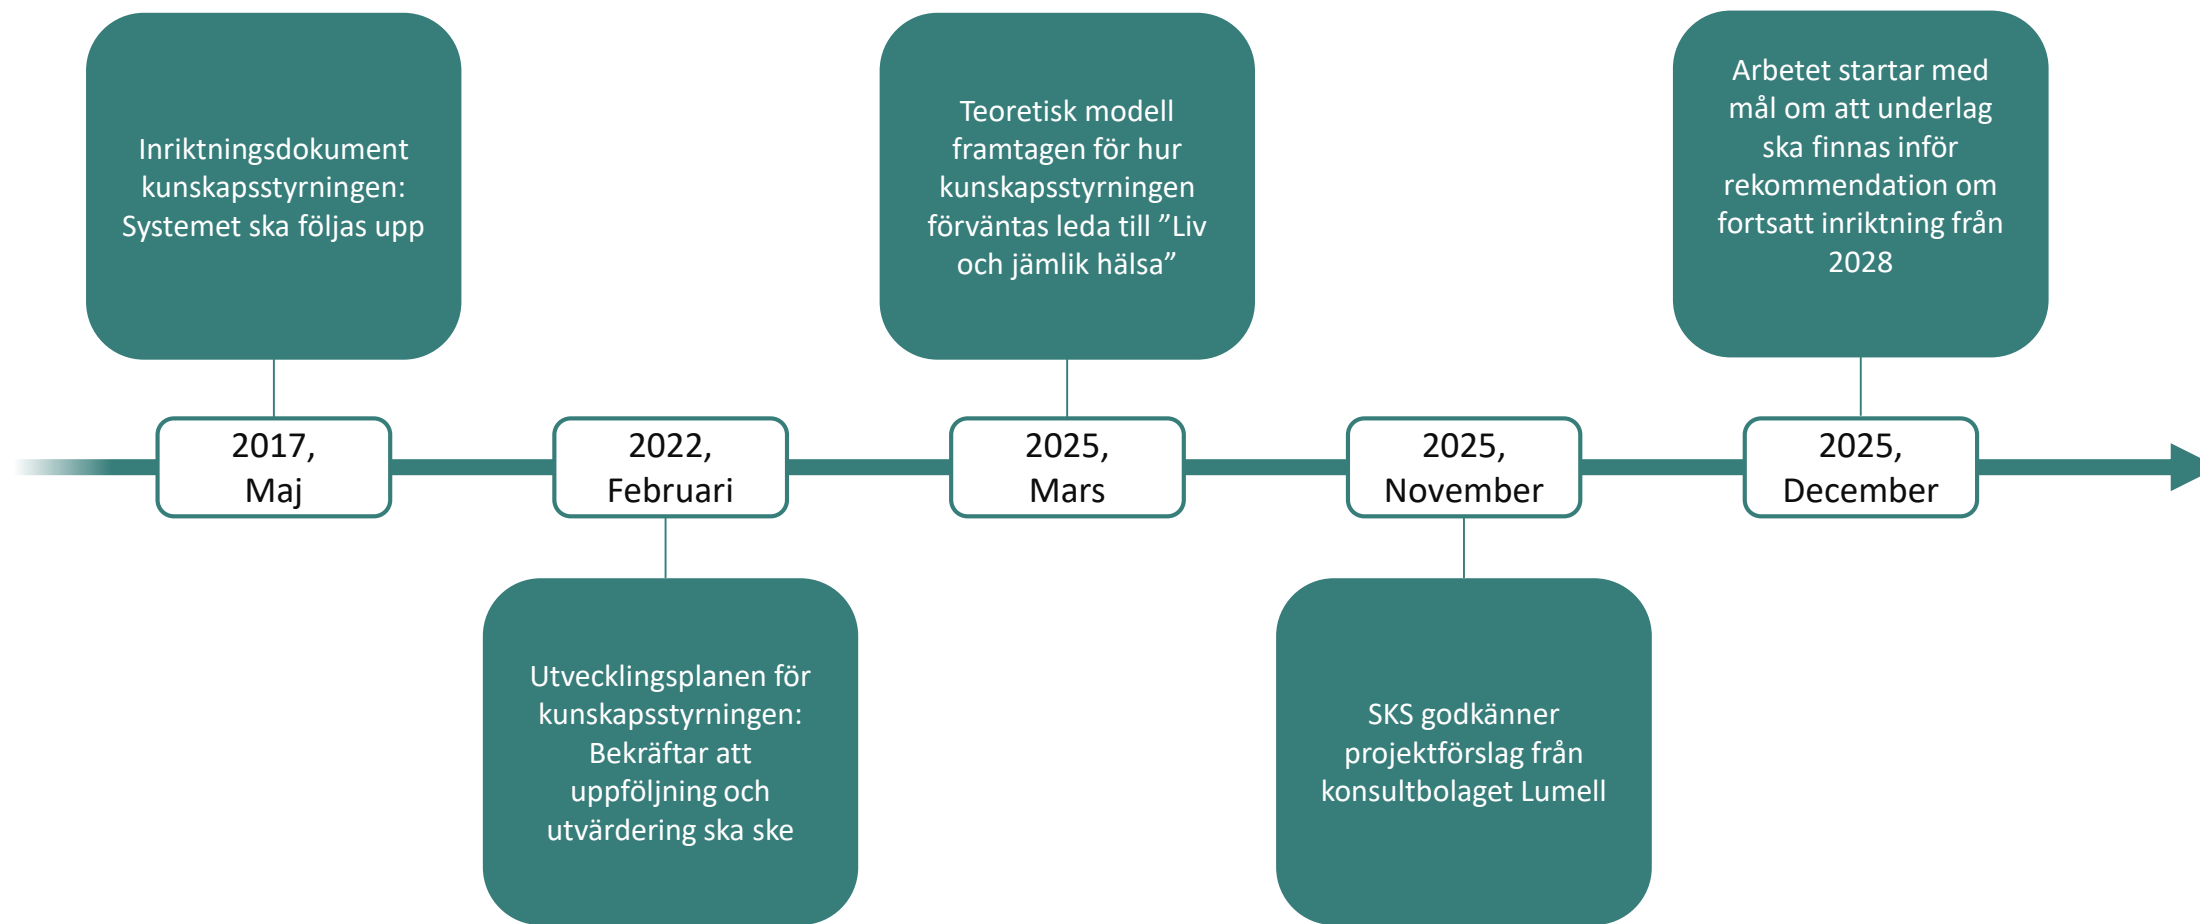 Inriktningsdokument
kunskapsstyrningen:
Systemet ska följas upp
2017,
Maj
Utvecklingsplanen för
kunskapsstyrningen:
Bekräftar att
uppföljning och
utvärdering ska ske
2022,
Februari
Teoretisk modell
framtagen för hur
kunskapsstyrningen
förväntas leda till ”Liv
och jämlik hälsa”
2025,
Mars
SKS godkänner
projektförslag från
konsultbolaget Lumell
2025,
November
Arbetet startar med
mål om att underlag
ska finnas inför
rekommendation om
fortsatt inriktning från
2028
2025,
December